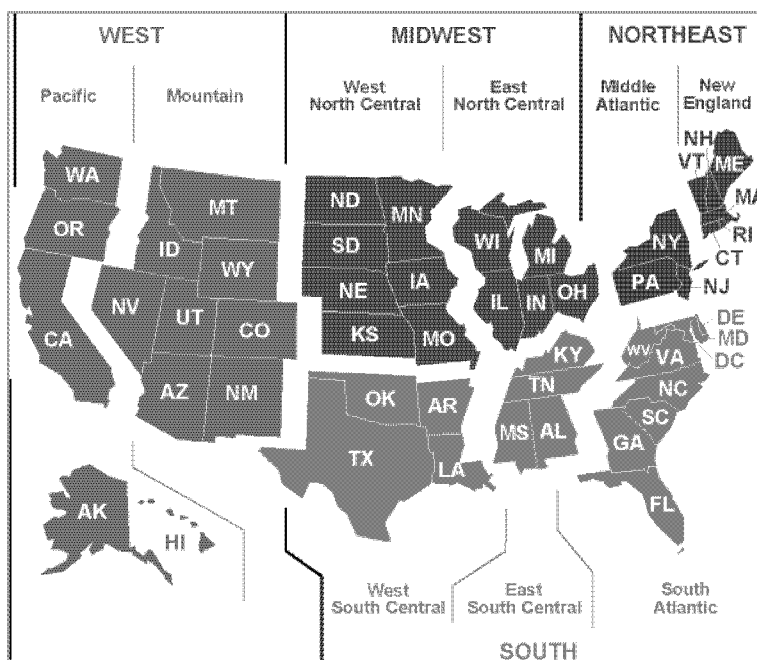 WEST
MIDWEST
NORTHEAST
Pacific
Mountain
West
North Central
East
North Central
Middle
Atlantic
New
England
NH
VT
ME
MA
RI
CT
NJ
NY
PA
WA
OR
CA
NV
ID
MT
WY
UT
CO
AZ
NM
ND
SD
NE
KS
MN
IA
MO
WI
MI
IL
IN
OH
DE
MD
DC
WV
VA
KY
TN
NC
SC
GA
FL
MS
AL
OK
AR
TX
LA
AK
HI
West
South Central
East
South Central
South
Atlantic
SOUTH